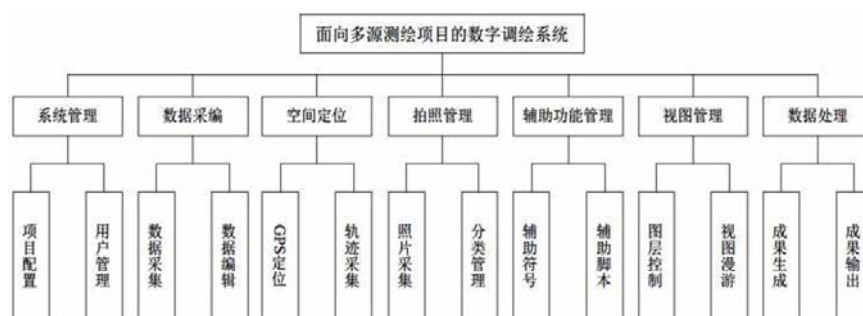 面向多源测绘项目的数字调绘系统
系统管理
数据采编
空间定位
拍照管理
辅助功能管理
视图管理
数据处理
项目配置
用户管理
数据采集
数据编辑
GPS定位
轨迹采集
照片采集
分类管理
辅助符号
辅助脚本
图层控制
视图漫游
成果生成
成果输出